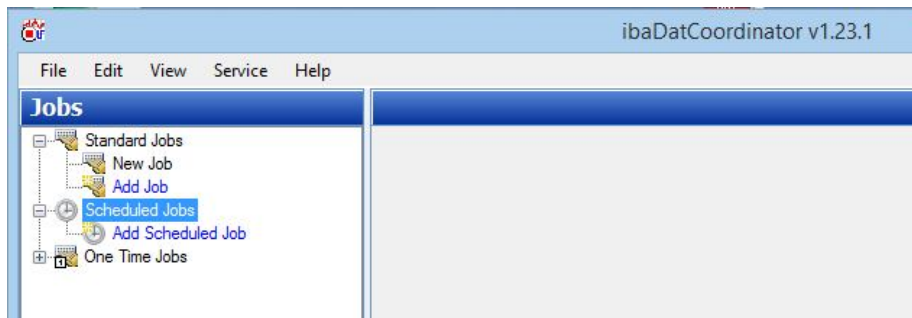 ibaDatCoordinator v1.23.1
File Edit View Service Help
Jobs
Standard Jobs
New Job
Add Job
Scheduled Jobs
Add Scheduled Job
One Time Jobs